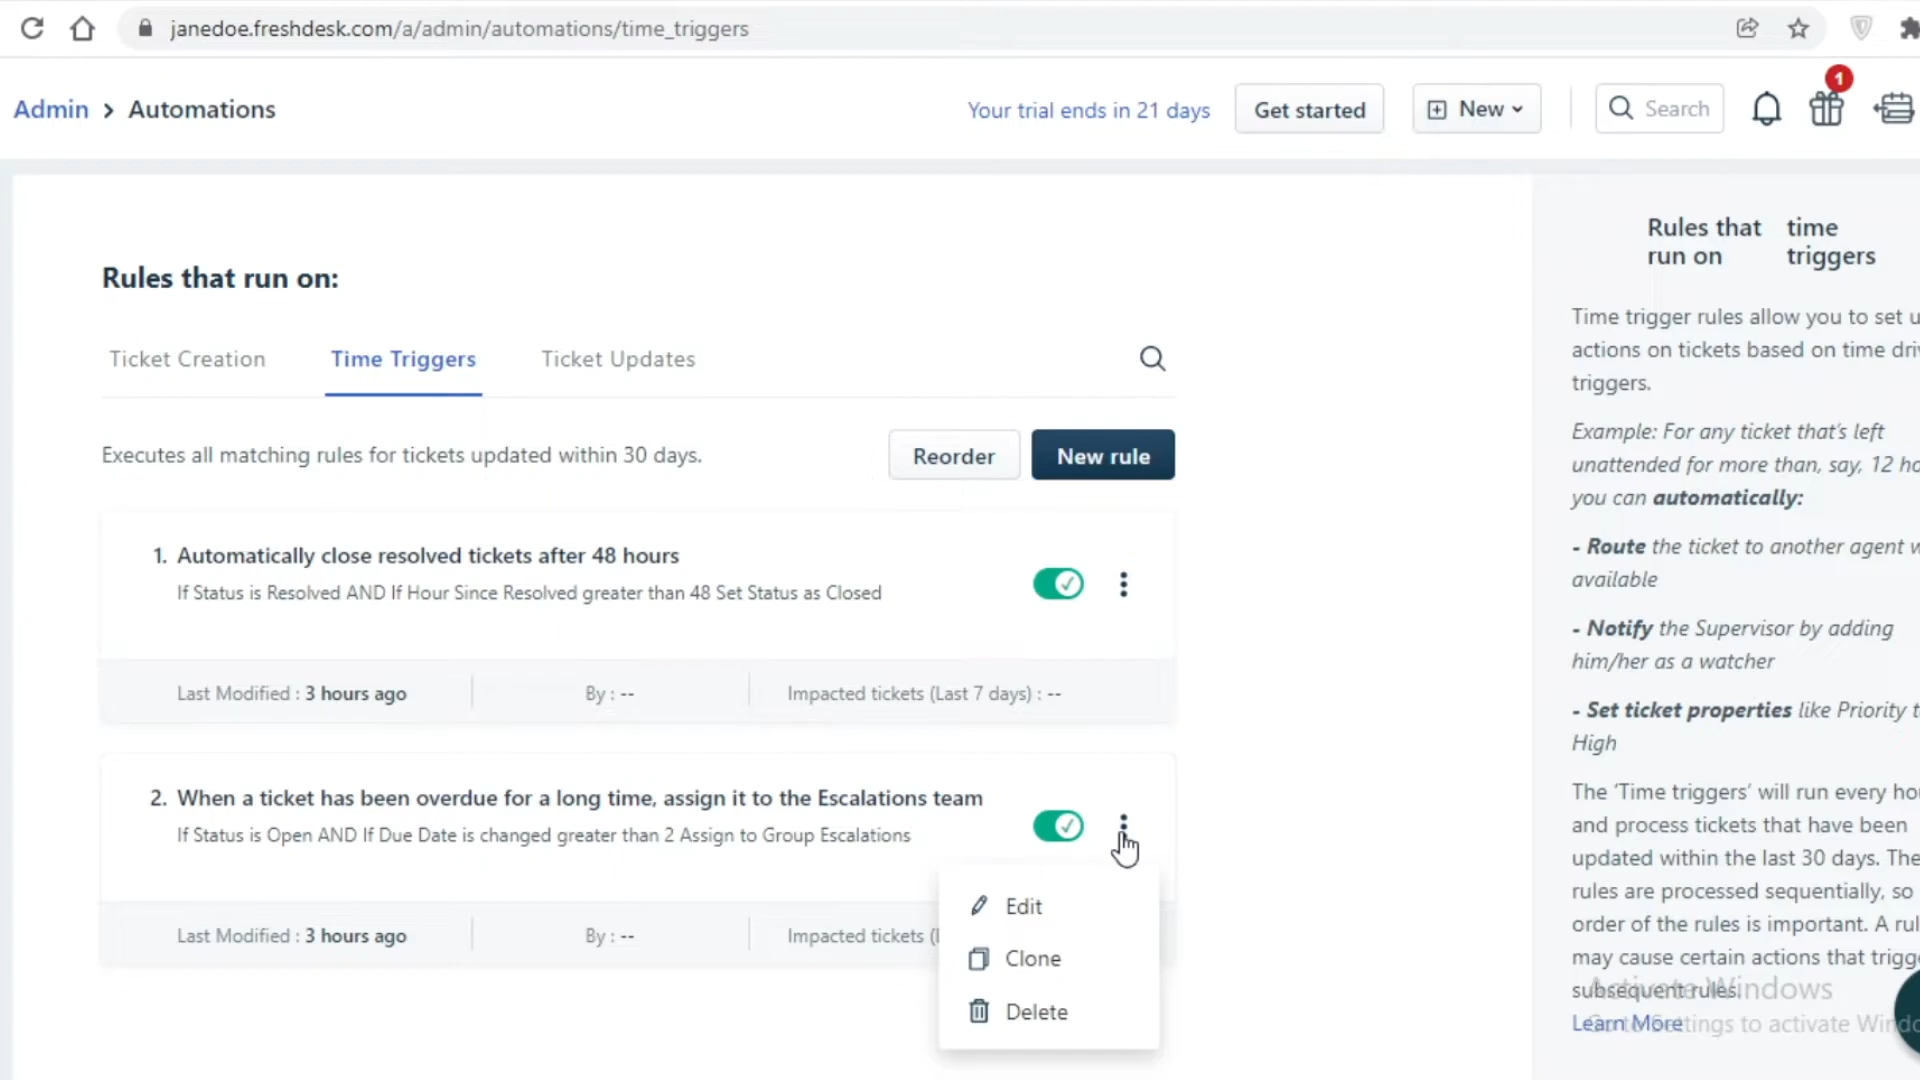 janedoe.freshdesk.com/a/admin/automations/time_triggers
Admin > Automations
Your trial ends in 21 days
Get started
New
Search
1
Rules that run on:
Ticket Creation
Time Triggers
Ticket Updates
Executes all matching rules for tickets updated within 30 days.
Reorder
New rule
1. Automatically close resolved tickets after 48 hours
If Status is Resolved AND If Hour Since Resolved greater than 48 Set Status as Closed
Last Modified : 3 hours ago
By : --
Impacted tickets (Last 7 days) : --
2. When a ticket has been overdue for a long time, assign it to the Escalations team
If Status is Open AND If Due Date is changed greater than 2 Assign to Group Escalations
Last Modified : 3 hours ago
By : --
Impacted tickets (
Edit
Clone
Delete
Rules that run on
time triggers
Time trigger rules allow you to set u
actions on tickets based on time driv
triggers.
Example: For any ticket that's left
unattended for more than, say, 12 ho
you can automatically:
- Route the ticket to another agent w
available
- Notify the Supervisor by adding
him/her as a watcher
- Set ticket properties like Priority t
High
The 'Time triggers' will run every hou
and process tickets that have been
updated within the last 30 days. The
rules are processed sequentially, so
order of the rules is important. A rul
may cause certain actions that trigge
subsequent rules.
Learn More
Activate Windows
Go to Settings to activate Windo